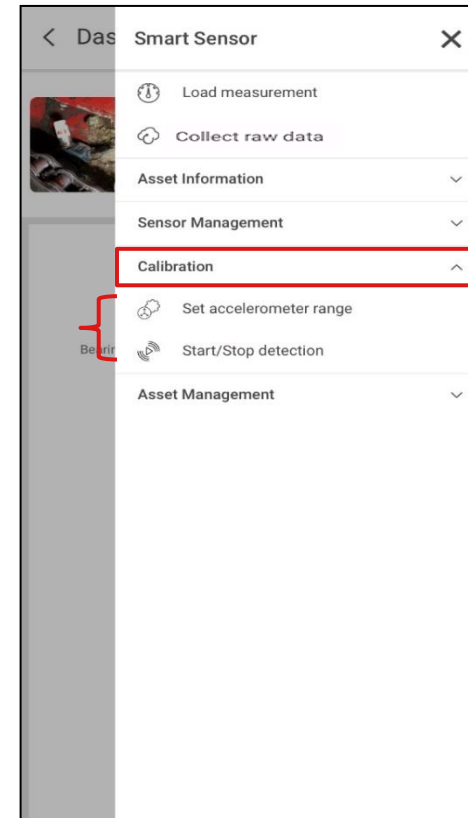 Das
Smart Sensor
Load measurement
Collect raw data
Asset Information
Sensor Management
Calibration
Set accelerometer range
Start/Stop detection
Asset Management